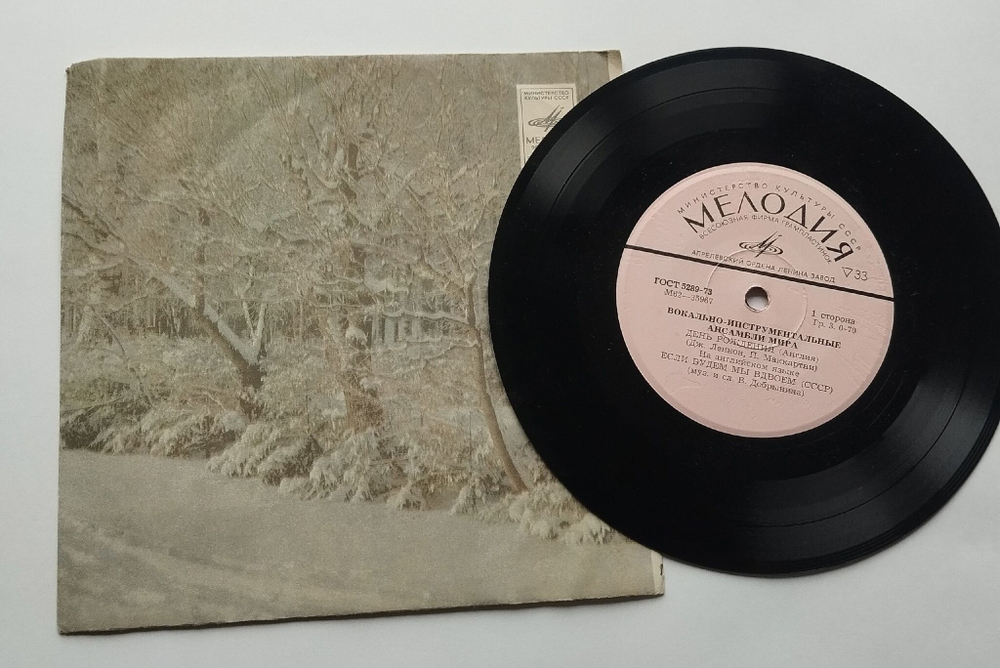 МИНИСТЕРСТВО
КУЛЬТУРЫ СССР
МИНИСТЕРСТВО КУЛЬТУРЫ СССР
МЕЛОДИЯ
ВСЕСОЮЗНАЯ ФИРМА ГРАМПЛАСТИНОК
АПРЕЛЕВСКИЙ ОРДЕНА ЛЕНИНА ЗАВОД
▽33
ГОСТ 5289-73
М62—35967
1 сторона
Гр. 3. 0-70
ВОКАЛЬНО-ИНСТРУМЕНТАЛЬНЫЕ
АНСАМБЛИ МИРА
ДЕНЬ РОЖДЕНИЯ (Англия)
(Дж. Леннон, П. Маккартни)
На английском языке
ЕСЛИ БУДЕМ МЫ ВДВОЕМ (СССР)
(муз. и сл. В. Добрынина)